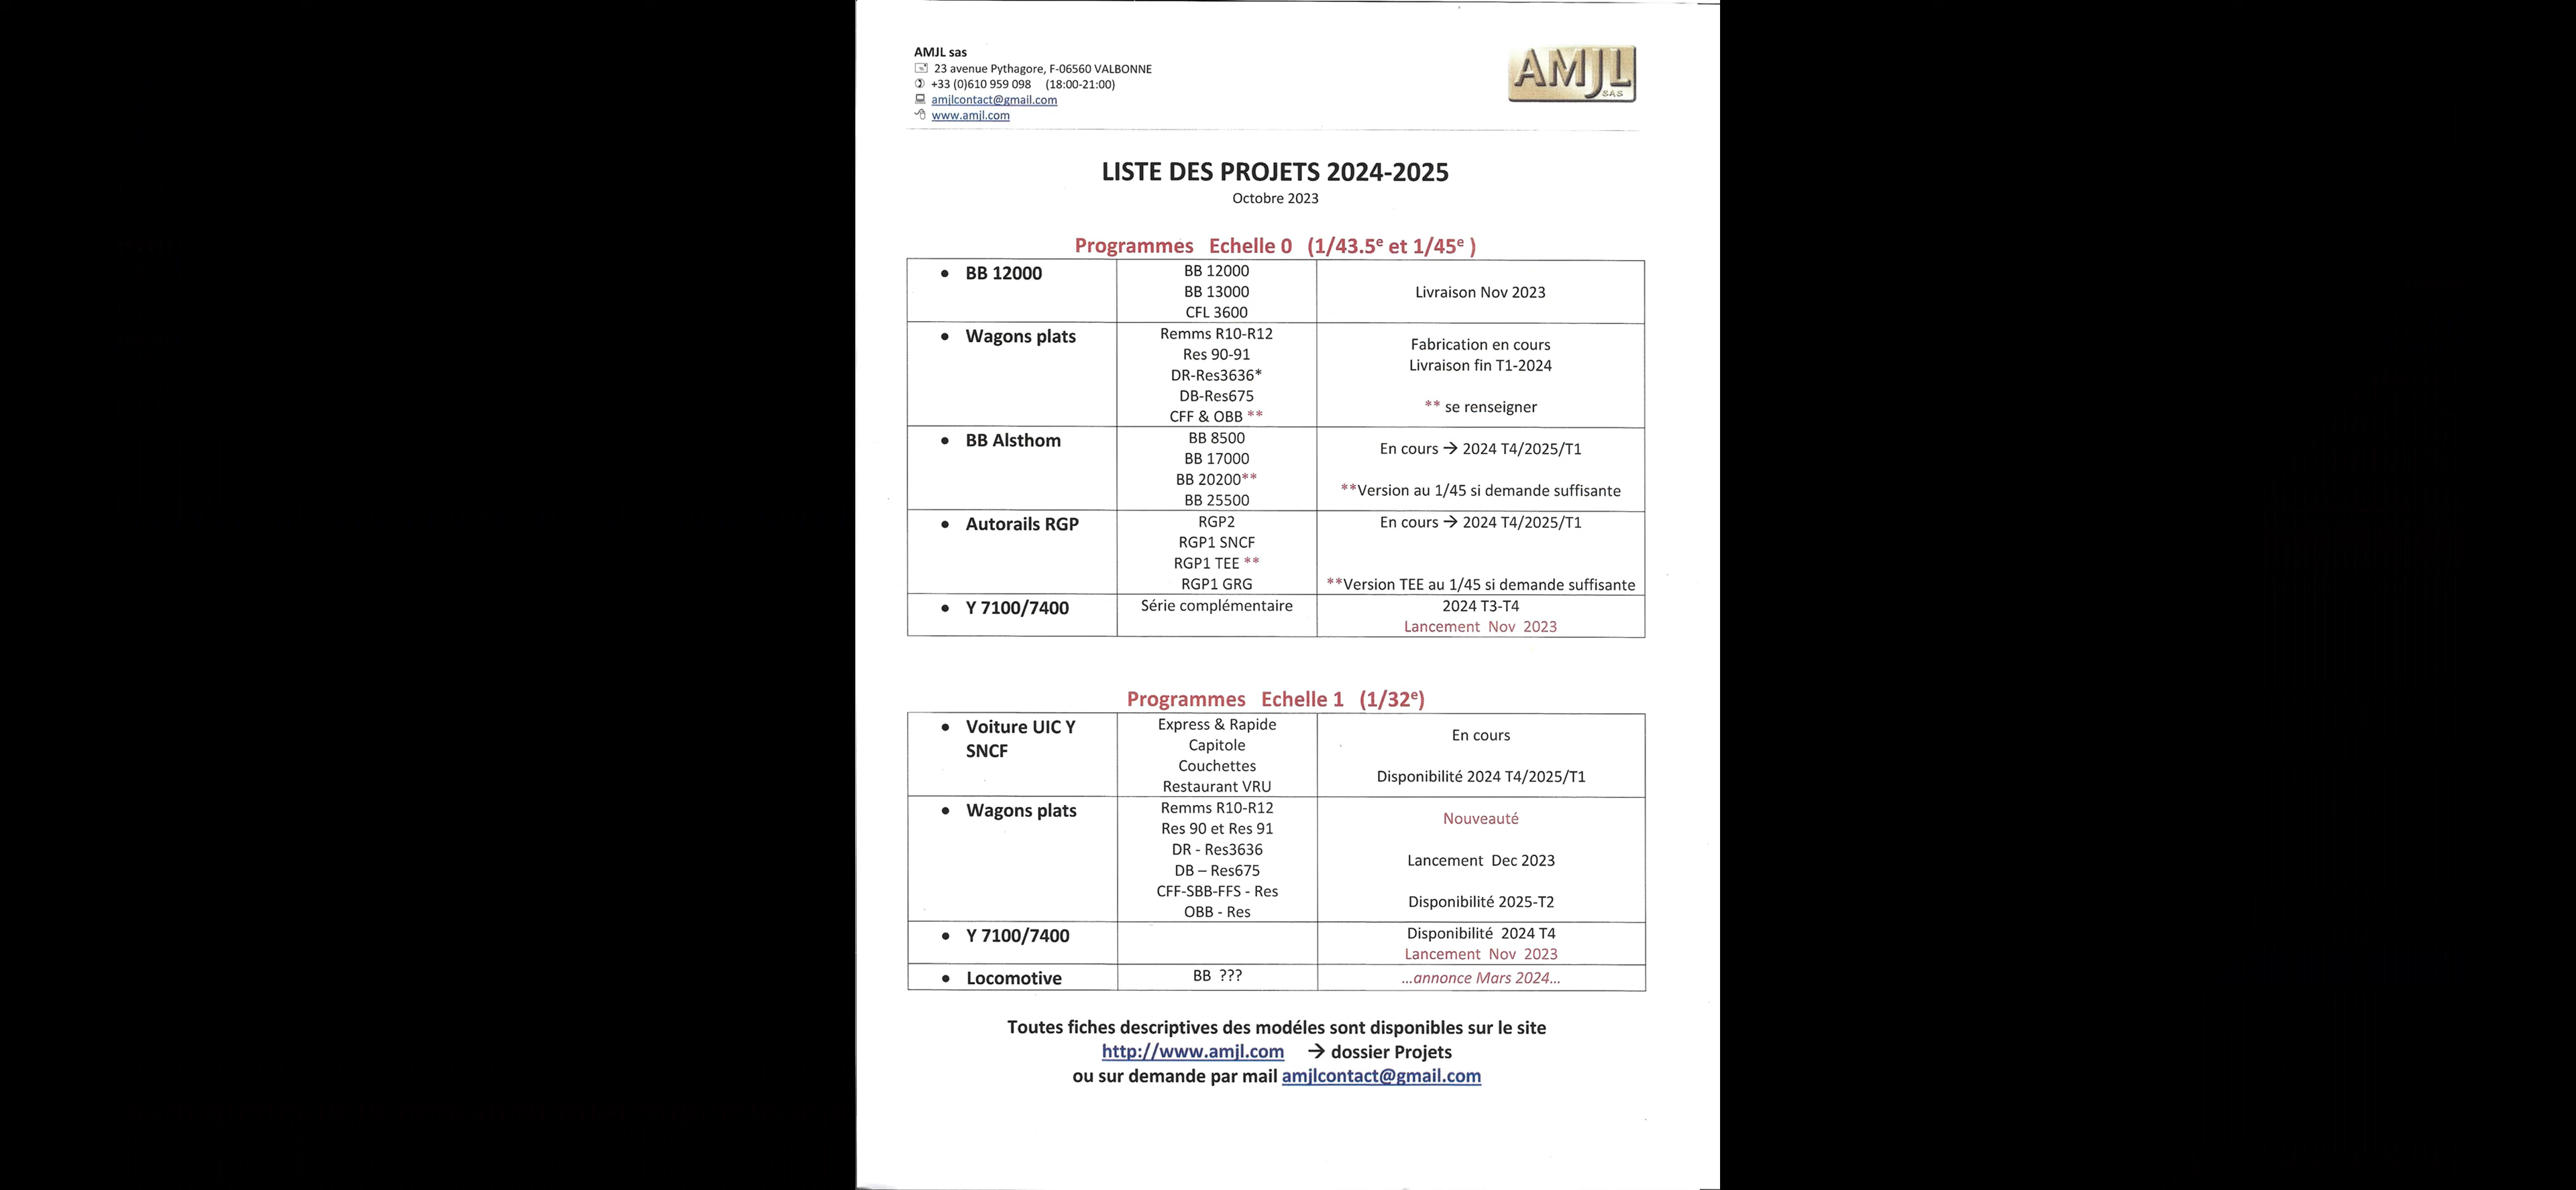 AMJL sas
23 avenue Pythagore, F-06560 VALBONNE
+33 (0)610 959 098 (18:00-21:00)
amjlcontact@gmail.com
www.amjl.com
AMJL
SAS
LISTE DES PROJETS 2024-2025
Octobre 2023
Programmes Echelle 0 (1/43.5e et 1/45e )
• BB 12000
BB 12000
BB 13000
CFL 3600
Livraison Nov 2023
• Wagons plats
Remms R10-R12
Res 90-91
DR-Res3636*
DB-Res675
CFF & OBB **
Fabrication en cours
Livraison fin T1-2024
** se renseigner
• BB Alsthom
BB 8500
BB 17000
BB 20200**
BB 25500
En cours → 2024 T4/2025/T1
**Version au 1/45 si demande suffisante
• Autorails RGP
RGP2
RGP1 SNCF
RGP1 TEE **
RGP1 GRG
En cours → 2024 T4/2025/T1
**Version TEE au 1/45 si demande suffisante
• Y 7100/7400
Série complémentaire
2024 T3-T4
Lancement Nov 2023
Programmes Echelle 1 (1/32e)
• Voiture UIC Y
SNCF
Express & Rapide
Capitole
Couchettes
Restaurant VRU
En cours
Disponibilité 2024 T4/2025/T1
• Wagons plats
Remms R10-R12
Res 90 et Res 91
DR - Res3636
DB – Res675
CFF-SBB-FFS - Res
OBB - Res
Nouveauté
Lancement Dec 2023
Disponibilité 2025-T2
• Y 7100/7400
Disponibilité 2024 T4
Lancement Nov 2023
• Locomotive
BB ???
...annonce Mars 2024...
Toutes fiches descriptives des modéles sont disponibles sur le site
http://www.amjl.com → dossier Projets
ou sur demande par mail amjlcontact@gmail.com